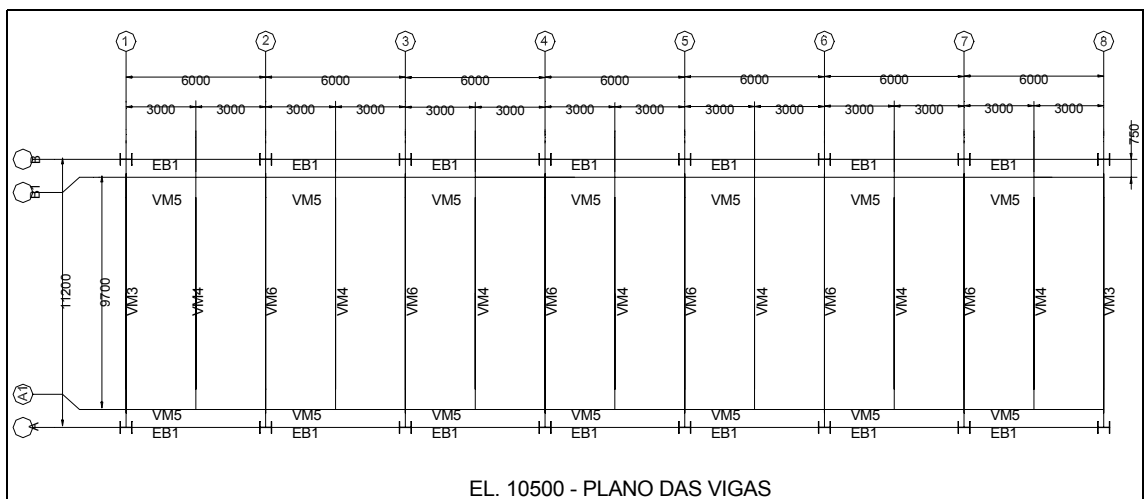 1 2 3 4 5 6 7 8
6000 6000 6000 6000 6000 6000 6000
3000 3000 3000 3000 3000 3000 3000 3000 3000 3000 3000 3000 3000 3000
750
B EB1 EB1 EB1 EB1 EB1 EB1 EB1
B1
VM5 VM5 VM5 VM5 VM5 VM5 VM5
11200 9700 VM3 VM4 VM6 VM4 VM6 VM4 VM6 VM4 VM6 VM4 VM6 VM4 VM6 VM4 VM3
A1
VM5 VM5 VM5 VM5 VM5 VM5 VM5
A EB1 EB1 EB1 EB1 EB1 EB1 EB1
EL. 10500 - PLANO DAS VIGAS